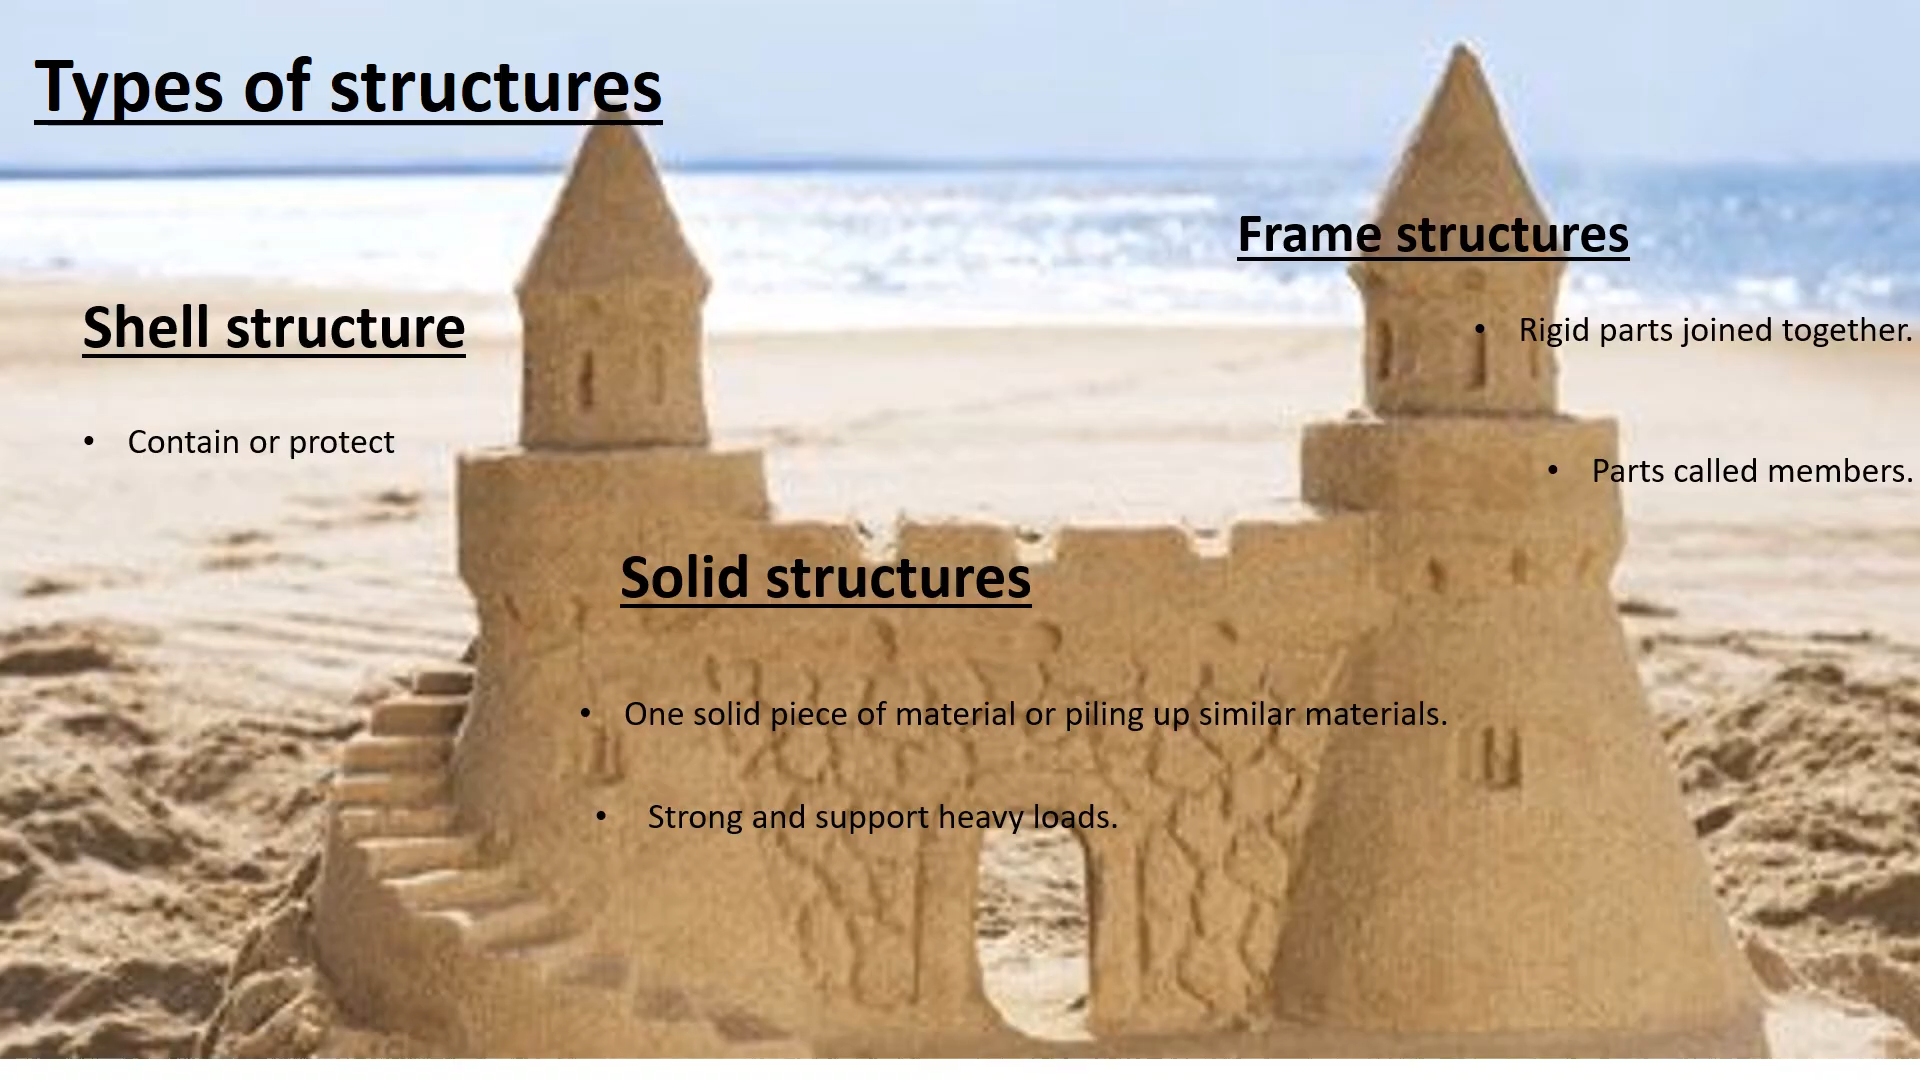 Types of structures
Shell structure
• Contain or protect
Frame structures
• Rigid parts joined together.
• Parts called members.
Solid structures
• One solid piece of material or piling up similar materials.
• Strong and support heavy loads.